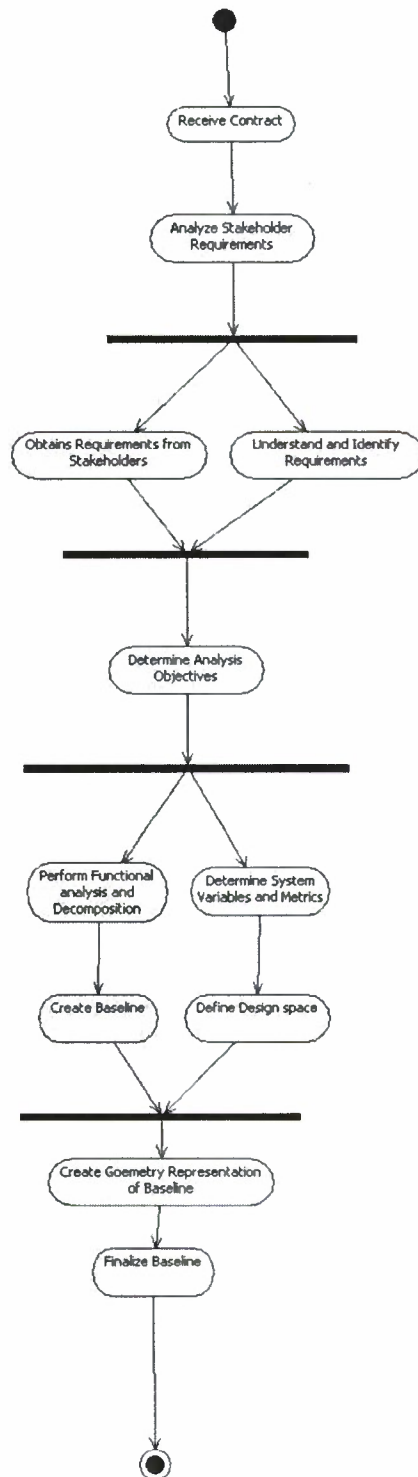 Receive Contract
Analyze Stakeholder
Requirements
Obtains Requirements from
Stakeholders
Understand and Identify
Requirements
Determine Analysis
Objectives
Perform Functional
analysis and
Decomposition
Determine System
Variables and Metrics
Create Baseline
Define Design space
Create Goemetry Representation
of Baseline
Finalize Baseline